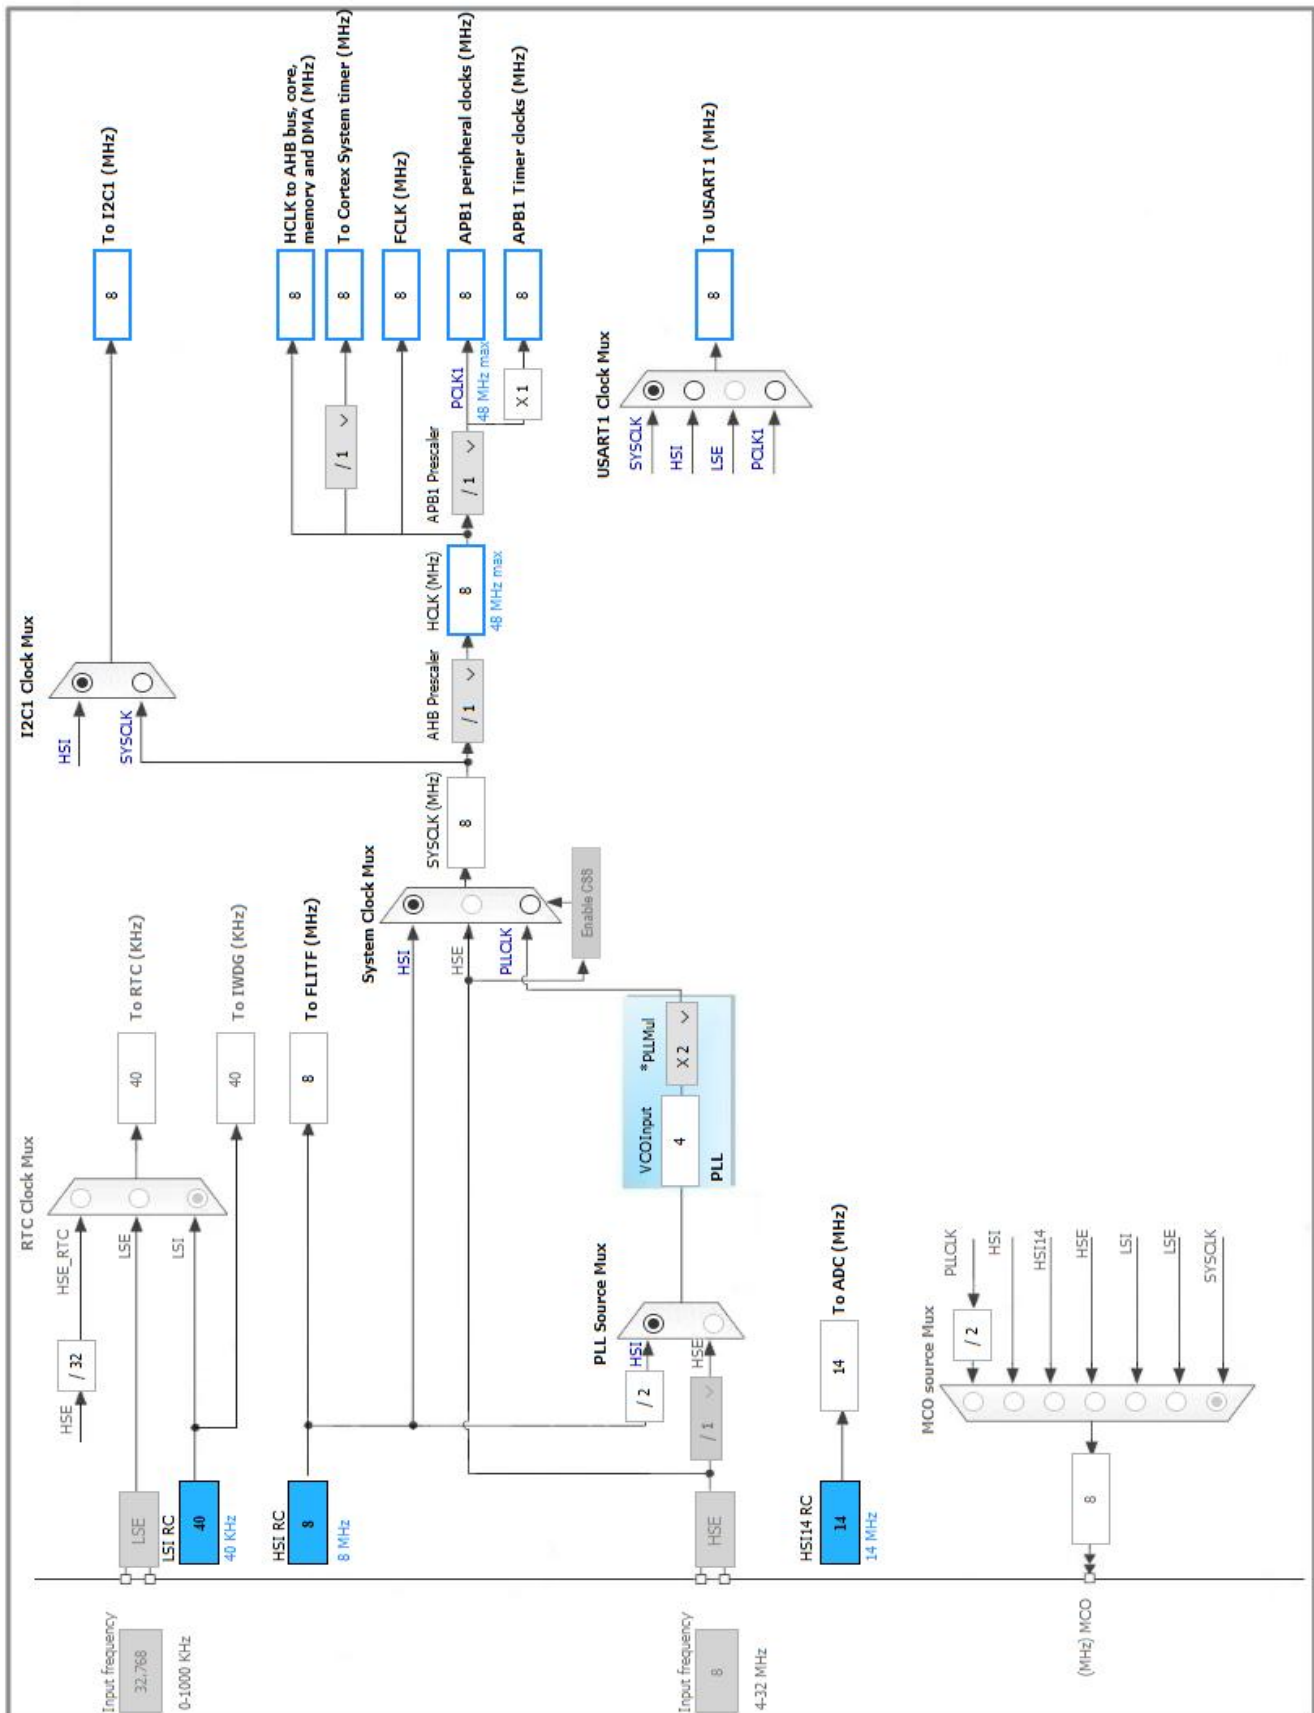 Input frequency
32.768
0-1000 KHz
LSE
LSI RC
40
40 KHz
HSE
/ 32
HSE_RTC
LSE
LSI
RTC Clock Mux
40
To RTC (KHz)
40
To IWDG (KHz)
HSI RC
8
8 MHz
8
To FLITF (MHz)
I2C1 Clock Mux
HSI
SYSCLK
8
To I2C1 (MHz)
System Clock Mux
HSI
HSE
PLLCLK
Enable CSS
SYSCLK (MHz)
8
AHB Prescaler
/ 1
HCLK (MHz)
8
48 MHz max
APB1 Prescaler
/ 1
PCLK1
48 MHz max
/ 1
X 1
8
HCLK to AHB bus, core,
memory and DMA (MHz)
8
To Cortex System timer (MHz)
8
FCLK (MHz)
8
APB1 peripheral clocks (MHz)
8
APB1 Timer clocks (MHz)
Input frequency
8
4-32 MHz
HSE
/ 1
/ 2
PLL Source Mux
HSI
HSE
VCOInput
4
*PLLMul
X 2
PLL
USART1 Clock Mux
SYSCLK
HSI
LSE
PCLK1
8
To USART1 (MHz)
HSI14 RC
14
14 MHz
14
To ADC (MHz)
MCO source Mux
(MHz) MCO
8
/ 2
PLLCLK
HSI
HSI14
HSE
LSI
LSE
SYSCLK